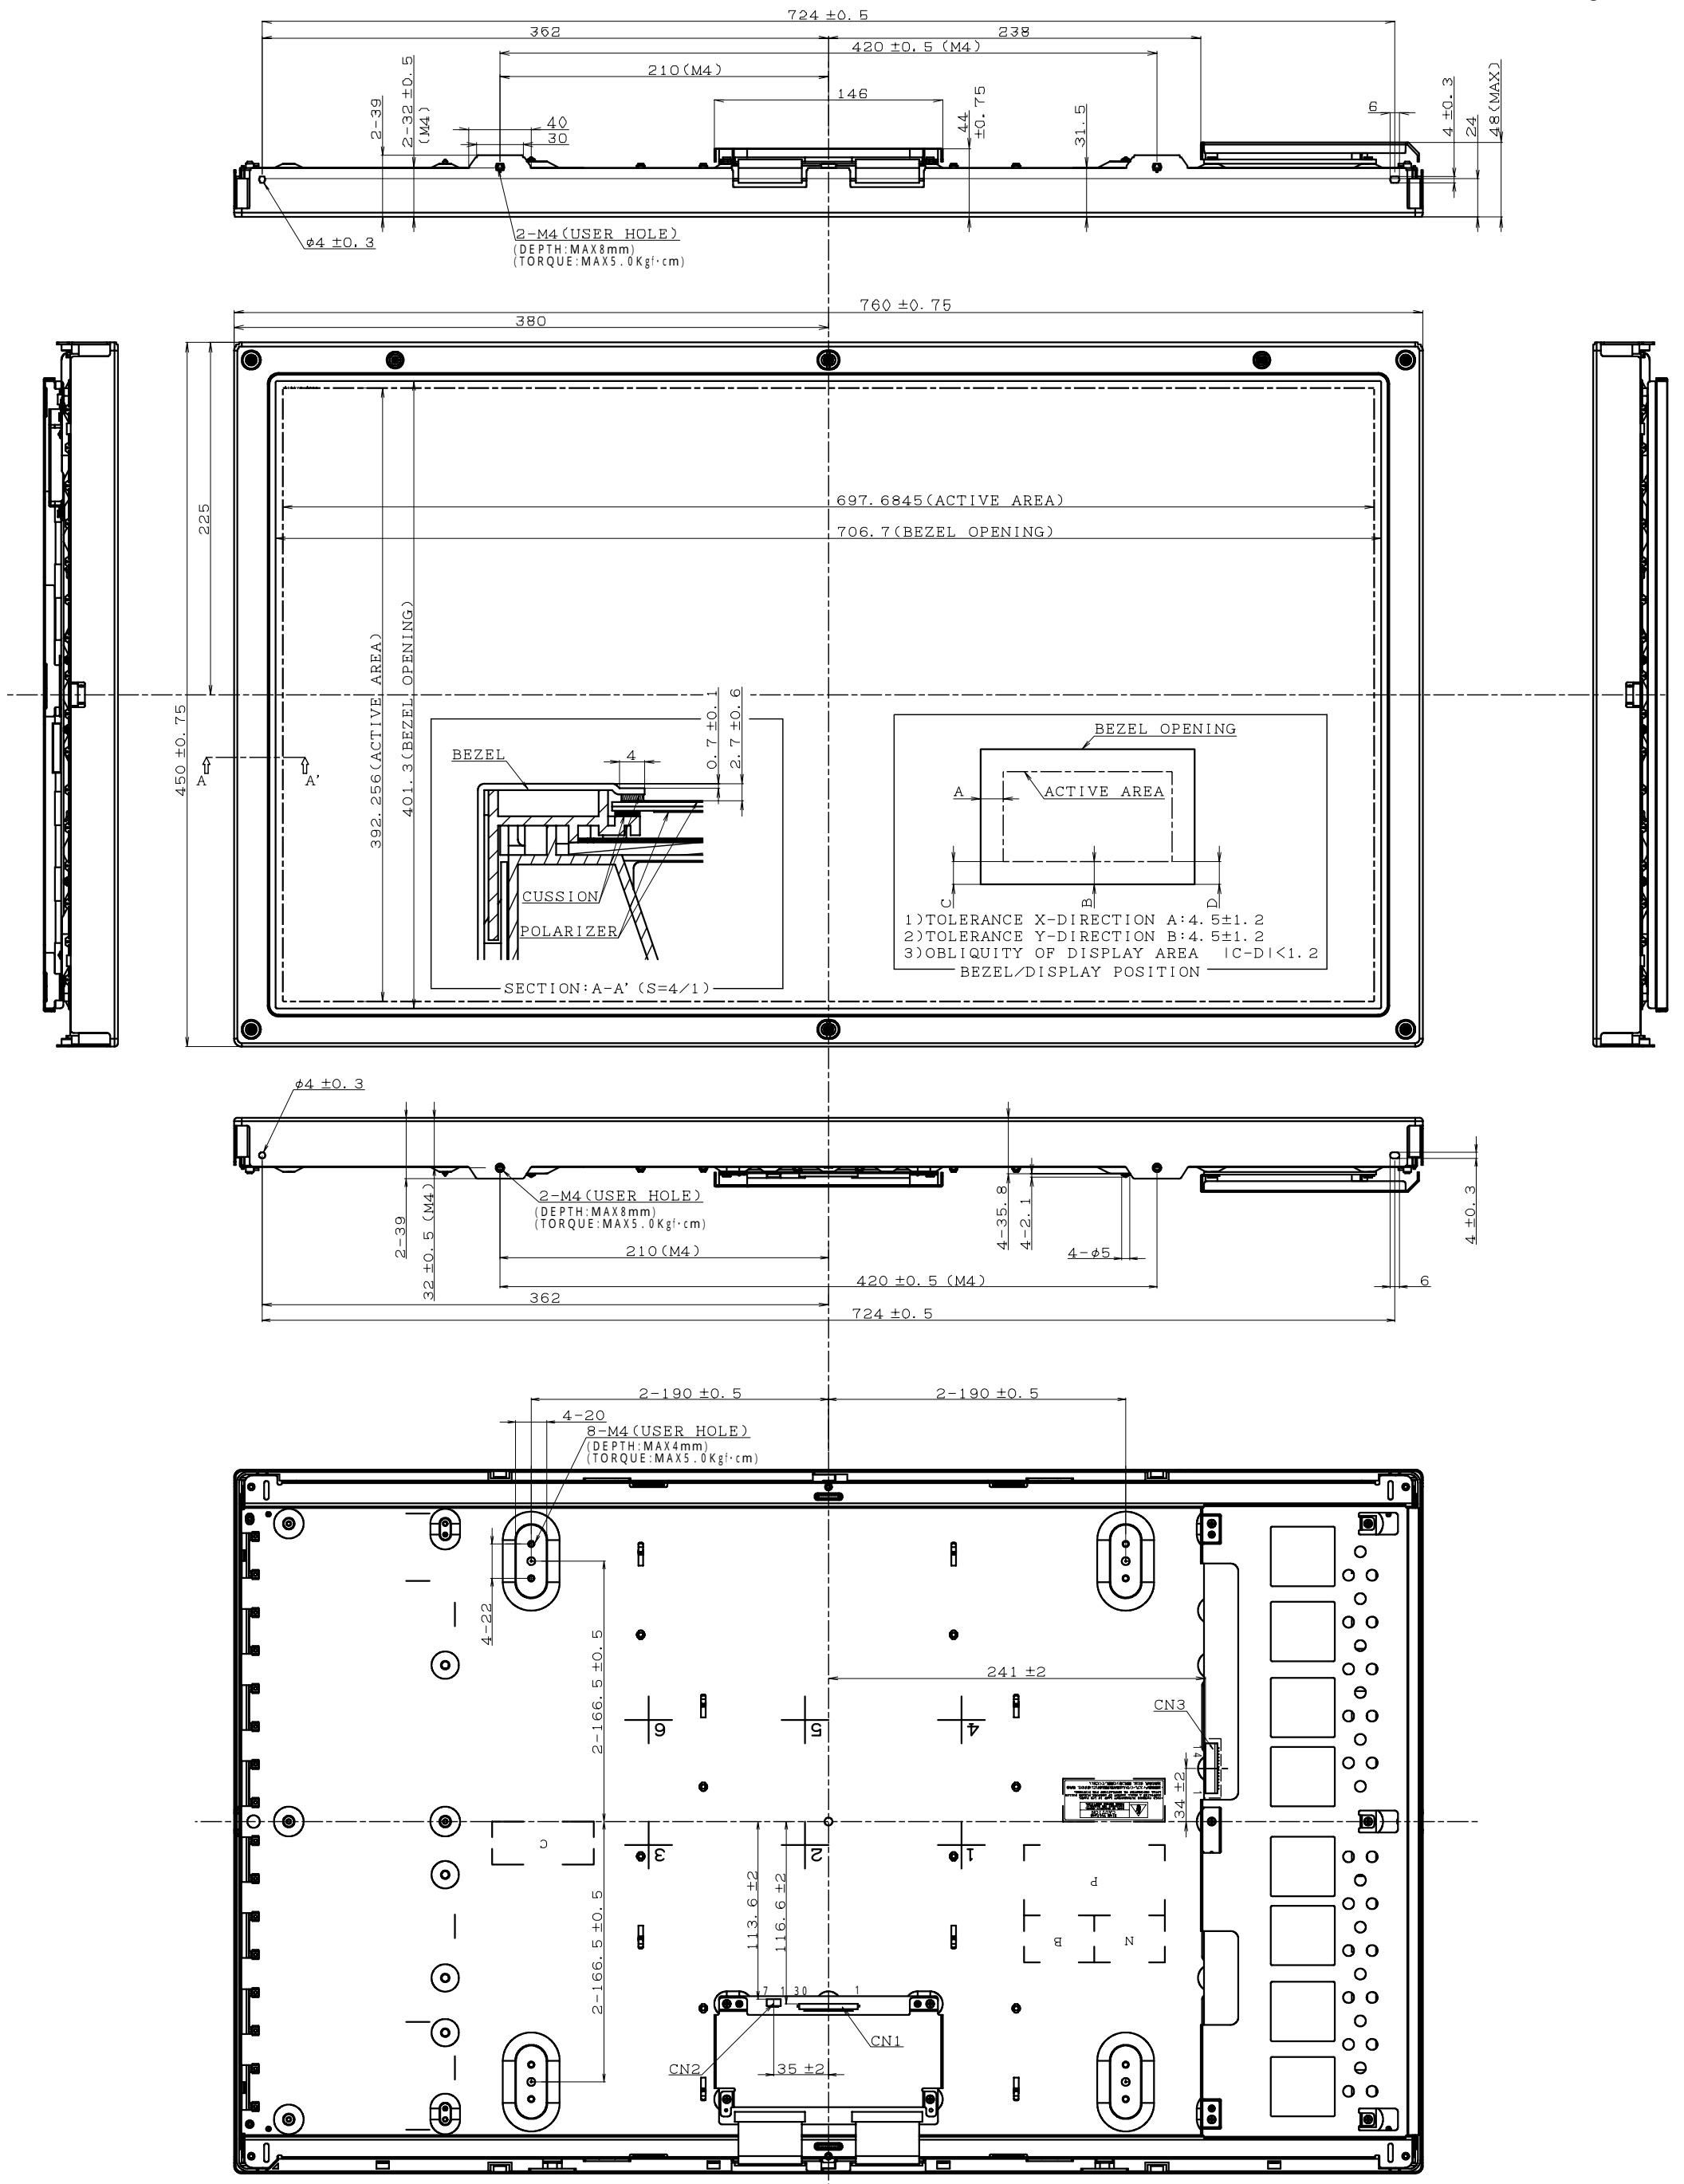 724 ±0. 5
362
238
420 ±0. 5 (M4)
210(M4)
146
2-39
2-32 ±0. 5
(M4)
40
30
44
±0. 75
31. 5
6
4 ±0. 3
24
48(MAX)
ø4 ±0. 3
2-M4(USER HOLE)
(DEPTH:MAX8mm)
(TORQUE:MAX5.0Kgf·cm)
760 ±0. 75
380
225
450 ±0. 75
697. 6845(ACTIVE AREA)
706. 7(BEZEL OPENING)
392. 256(ACTIVE AREA)
401. 3(BEZEL OPENING)
A
A'
BEZEL
4
0. 7 ±0. 1
2. 7 ±0. 6
CUSSION
POLARIZER
SECTION:A-A' (S=4/1)
BEZEL OPENING
ACTIVE AREA
A
C
B
D
1)TOLERANCE X-DIRECTION A:4. 5±1. 2
2)TOLERANCE Y-DIRECTION B:4. 5±1. 2
3)OBLIQUITY OF DISPLAY AREA |C-D|<1. 2
BEZEL/DISPLAY POSITION
ø4 ±0. 3
2-39
32 ±0. 5 (M4)
2-M4(USER HOLE)
(DEPTH:MAX8mm)
(TORQUE:MAX5.0Kgf·cm)
210(M4)
4-35. 8
4-2. 1
4-ø5
4 ±0. 3
420 ±0. 5 (M4)
6
362
724 ±0. 5
2-190 ±0. 5
2-190 ±0. 5
4-20
8-M4(USER HOLE)
(DEPTH:MAX4mm)
(TORQUE:MAX5.0Kgf·cm)
4-22
2-166. 5 ±0. 5
241 ±2
CN3
6
5
4
14
1
34 ±2
3
2
1
C
P
B
N
113. 6 ±2
116. 6 ±2
2-166. 5 ±0. 5
7 1 30 1
CN1
CN2
35 ±2